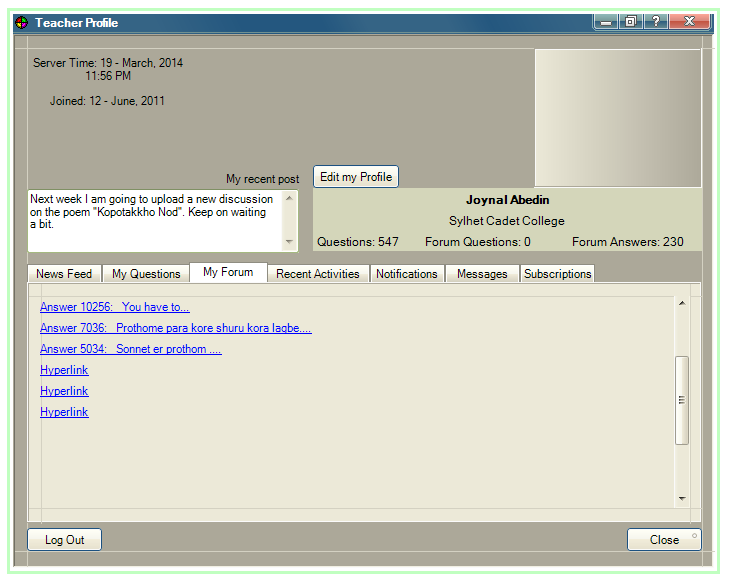 Teacher Profile
Server Time: 19 - March, 2014
11:56 PM
Joined: 12 - June, 2011
My recent post
Edit my Profile
Next week I am going to upload a new discussion
on the poem "Kopotakkho Nod". Keep on waiting
a bit.
Joynal Abedin
Sylhet Cadet College
Questions: 547 Forum Questions: 0 Forum Answers: 230
News Feed My Questions My Forum Recent Activities Notifications Messages Subscriptions
Answer 10256: You have to...
Answer 7036: Prothome para kore shuru kora lagbe....
Answer 5034: Sonnet er prothom ....
Hyperlink
Hyperlink
Hyperlink
Log Out Close